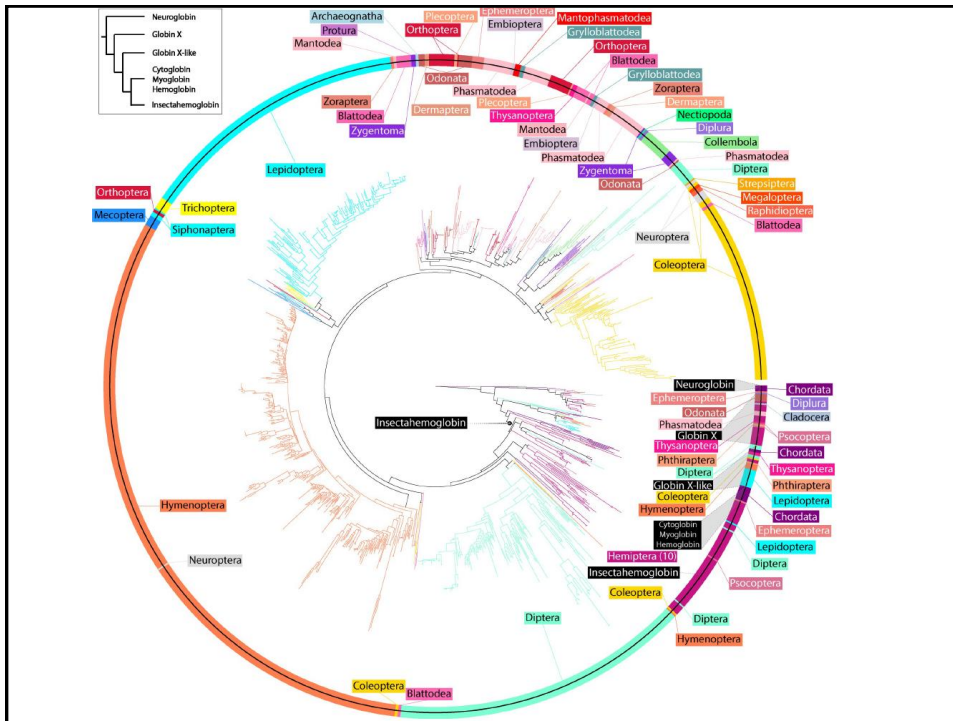 Neuroglobin
Globin X
Globin X-like
Cytoglobin
Myoglobin
Hemoglobin
Insectahemoglobin
Archaeognatha
Protura
Mantodea
Plecoptera
Orthoptera
Ephemeroptera
Embioptera
Mantophasmatodea
Grylloblattodea
Orthoptera
Blattodea
Grylloblattodea
Zoraptera
Dermaptera
Nectiopoda
Diplura
Collembola
Phasmatodea
Diptera
Strepsiptera
Megaloptera
Raphidioptera
Blattodea
Zoraptera
Blattodea
Zygentoma
Odonata
Dermaptera
Phasmatodea
Plecoptera
Thysanoptera
Mantodea
Embioptera
Phasmatodea
Zygentoma
Odonata
Neuroptera
Coleoptera
Lepidoptera
Orthoptera
Mecoptera
Trichoptera
Siphonaptera
Insectahemoglobin
Neuroglobin
Ephemeroptera
Odonata
Phasmatodea
Globin X
Thysanoptera
Phthiraptera
Diptera
Globin X-like
Coleoptera
Hymenoptera
Cytoglobin
Myoglobin
Hemoglobin
Hemiptera (10)
Insectahemoglobin
Coleoptera
Chordata
Diplura
Cladocera
Psocoptera
Chordata
Thysanoptera
Phthiraptera
Lepidoptera
Chordata
Ephemeroptera
Lepidoptera
Diptera
Psocoptera
Diptera
Hymenoptera
Hymenoptera
Neuroptera
Diptera
Coleoptera
Blattodea